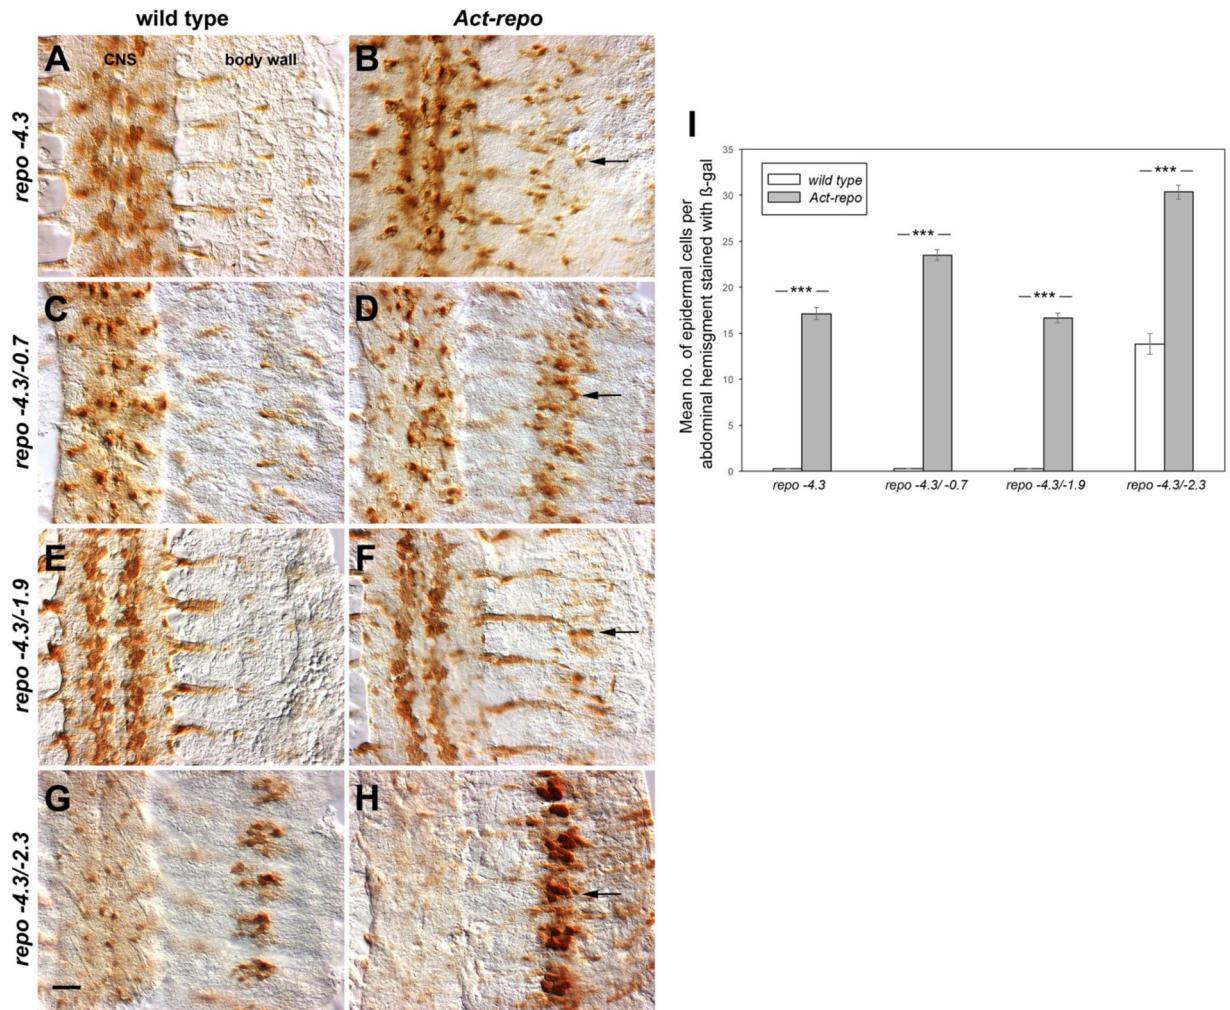 wild type
Act-repo
A
CNS
body wall
B
repo -4.3
C
D
repo -4.3/-0.7
E
F
repo -4.3/-1.9
G
H
repo -4.3/-2.3
I
Mean no. of epidermal cells per
abdominal hemisgment stained with ß-gal
35
30
25
20
15
10
5
0
wild type
Act-repo
***
***
***
***
repo -4.3
repo -4.3/ -0.7
repo -4.3/-1.9
repo -4.3/-2.3